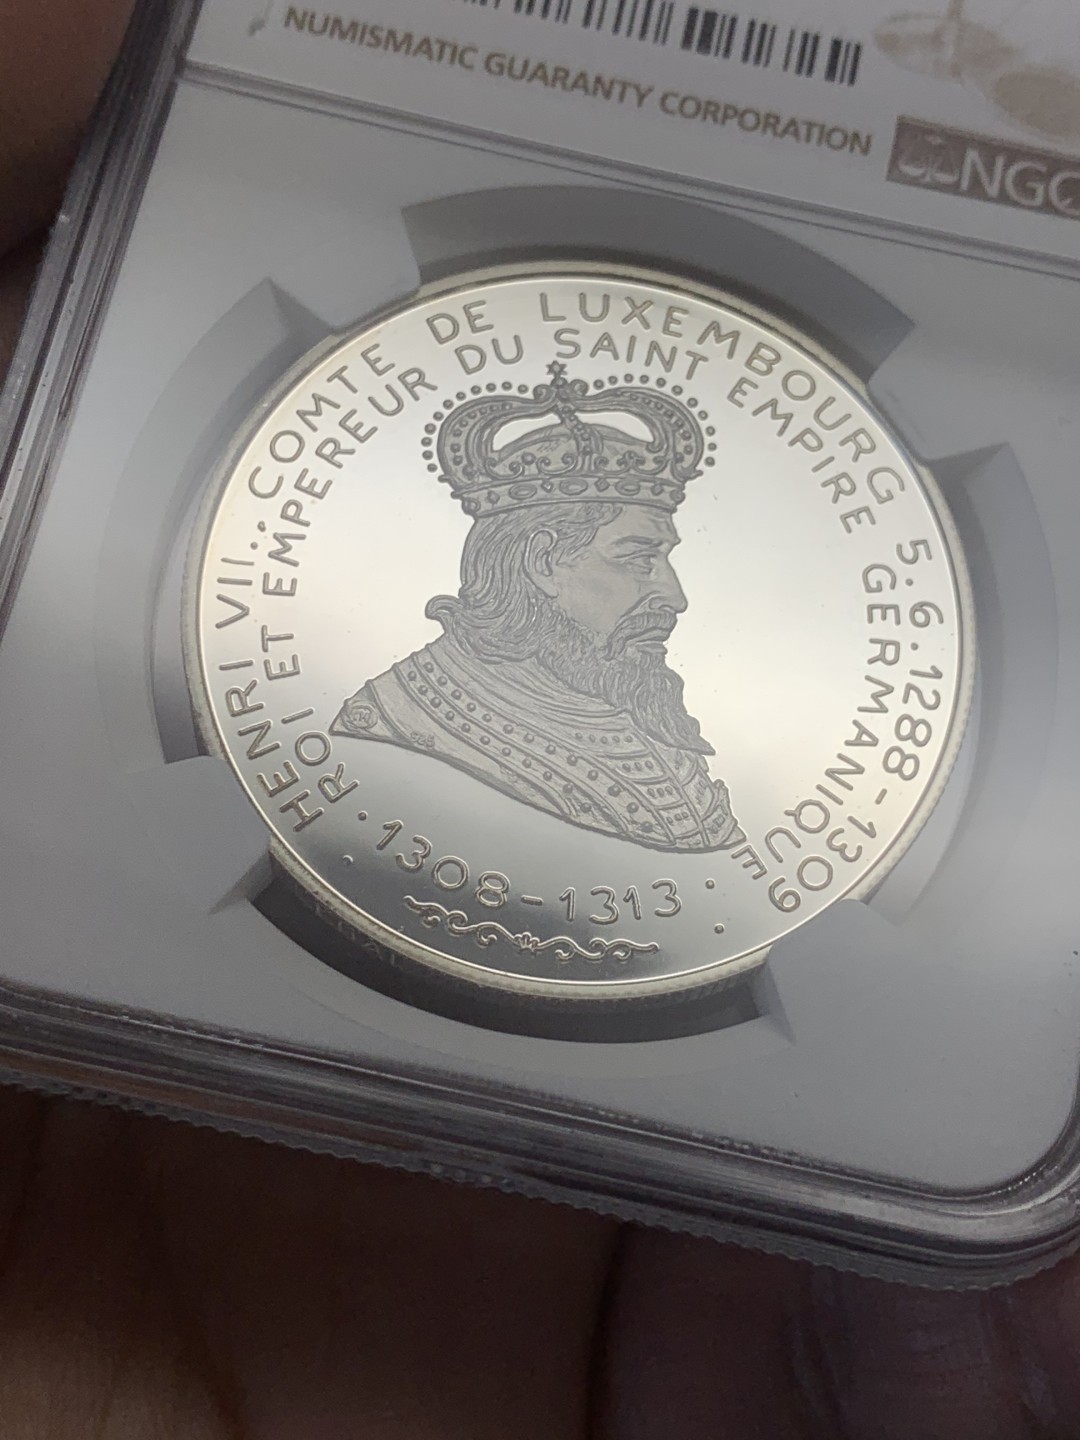 NUMISMATIC GUARANTY CORPORATION
NGC
HENRI VII.. COMTE DE LUXEMBOURG 5.6.1288-1309
ROI ET EMPEREUR DU SAINT EMPIRE GERMANIQUE
· 1308-1313 ·